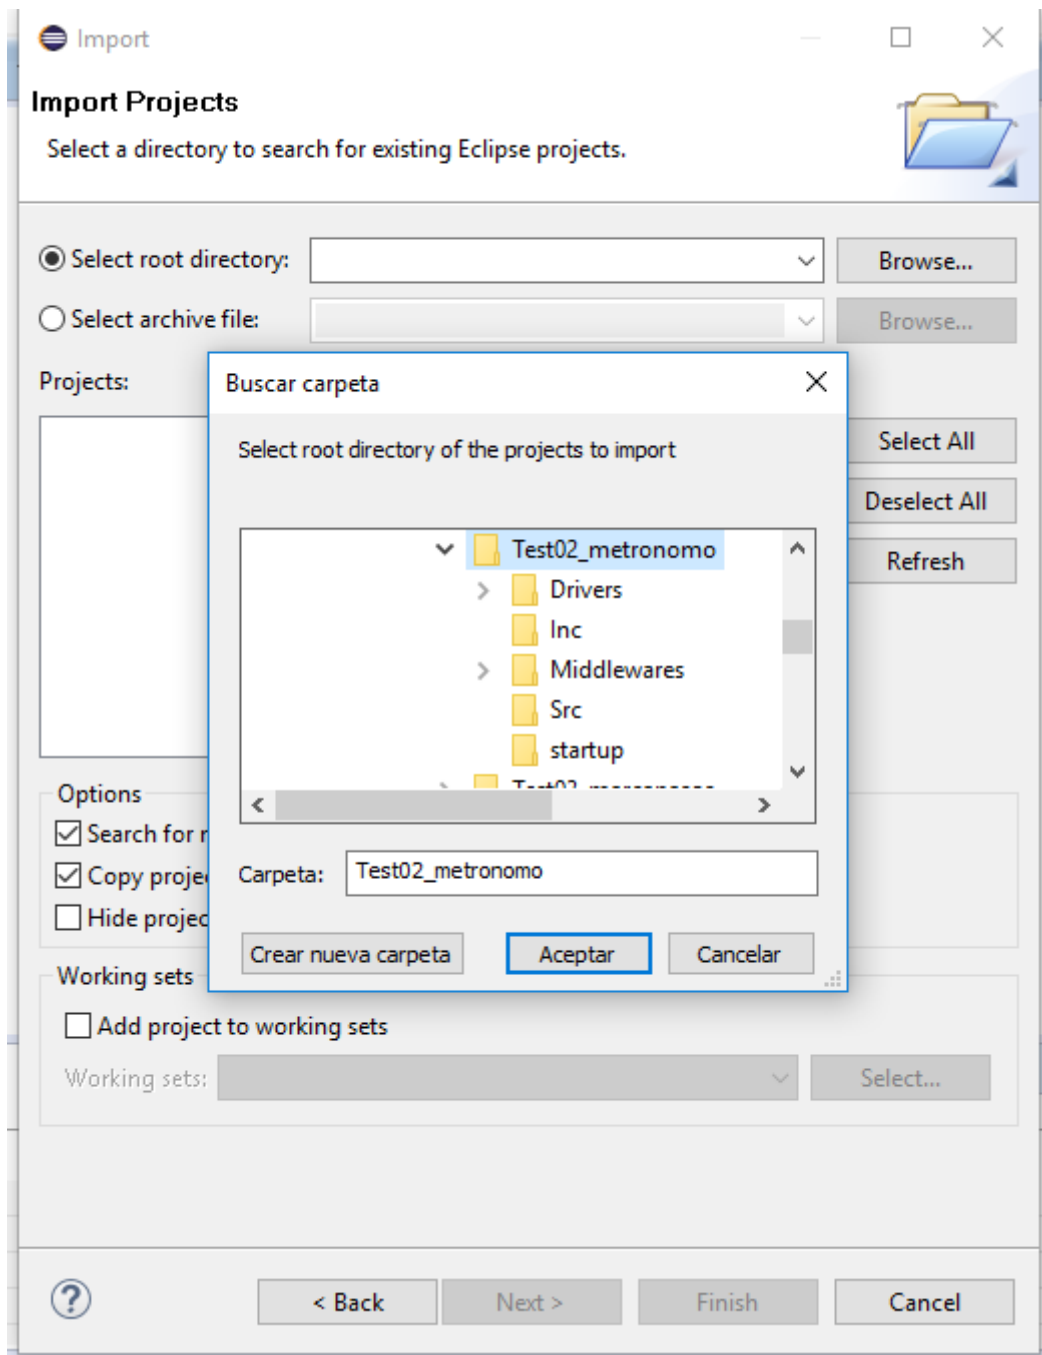 Import
Import Projects
Select a directory to search for existing Eclipse projects.
Select root directory:
Browse...
Select archive file:
Browse...
Projects:
Buscar carpeta
Select root directory of the projects to import
Select All
Deselect All
Refresh
Test02_metronomo
Drivers
Inc
Middlewares
Src
startup
Options
Search for
Copy
Hide
Carpeta: Test02_metronomo
Crear nueva carpeta Aceptar Cancelar
Working sets
Add project to working sets
Working sets: Select...
? < Back Next > Finish Cancel